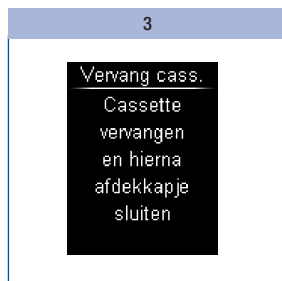 3
Vervang cass.
Cassette
vervangen
en hierna
afdekkapje
sluiten